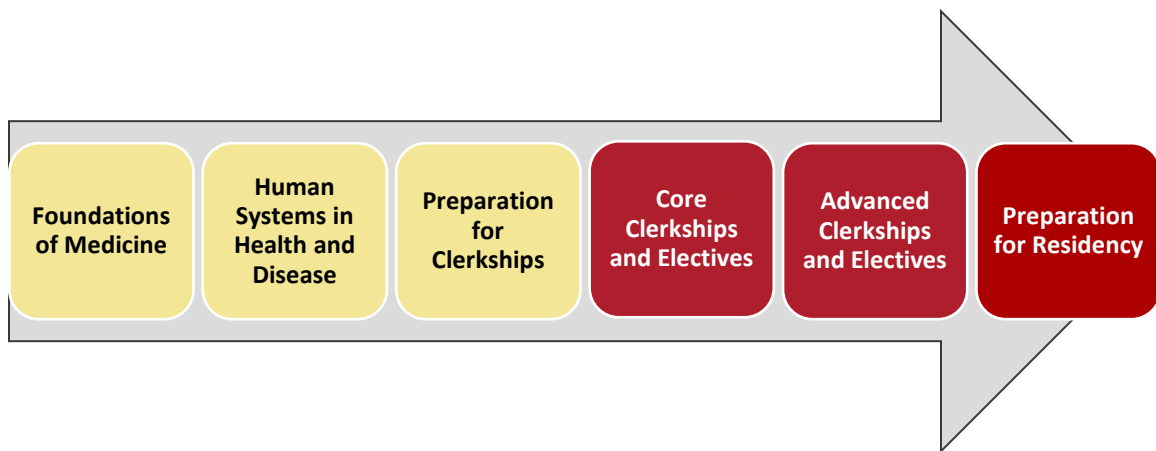 Foundations
of Medicine
Human
Systems in
Health and
Disease
Preparation
for
Clerkships
Core
Clerkships
and Electives
Advanced
Clerkships
and Electives
Preparation
for Residency